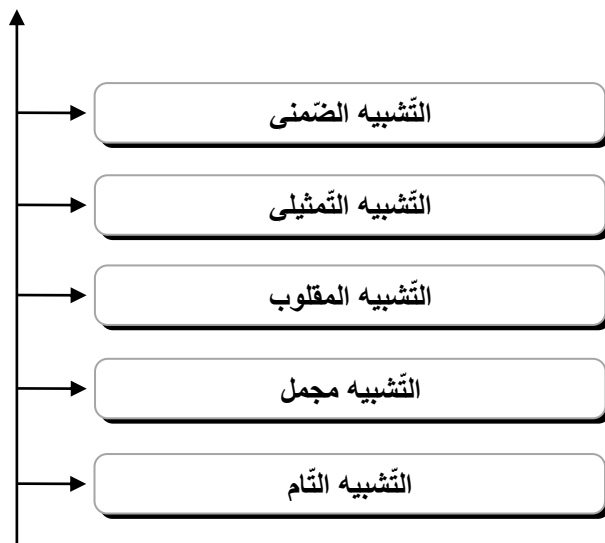 التّشبيه الضّمنى
التّشبيه التّمثيلى
التّشبيه المقلوب
التّشبيه مجمل
التّشبيه التّام